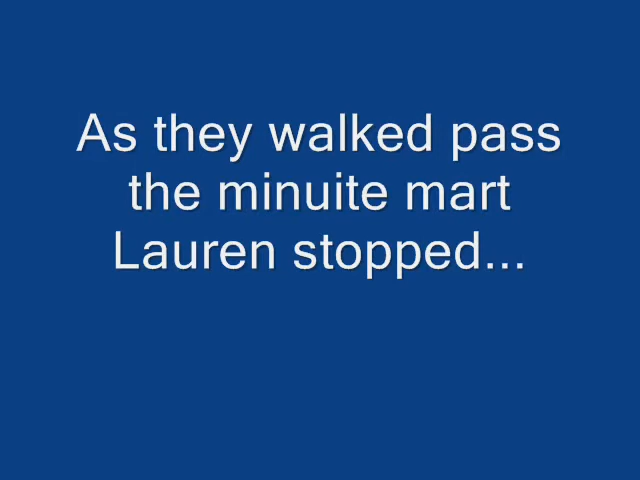 As they walked pass
the minuite mart
Lauren stopped...